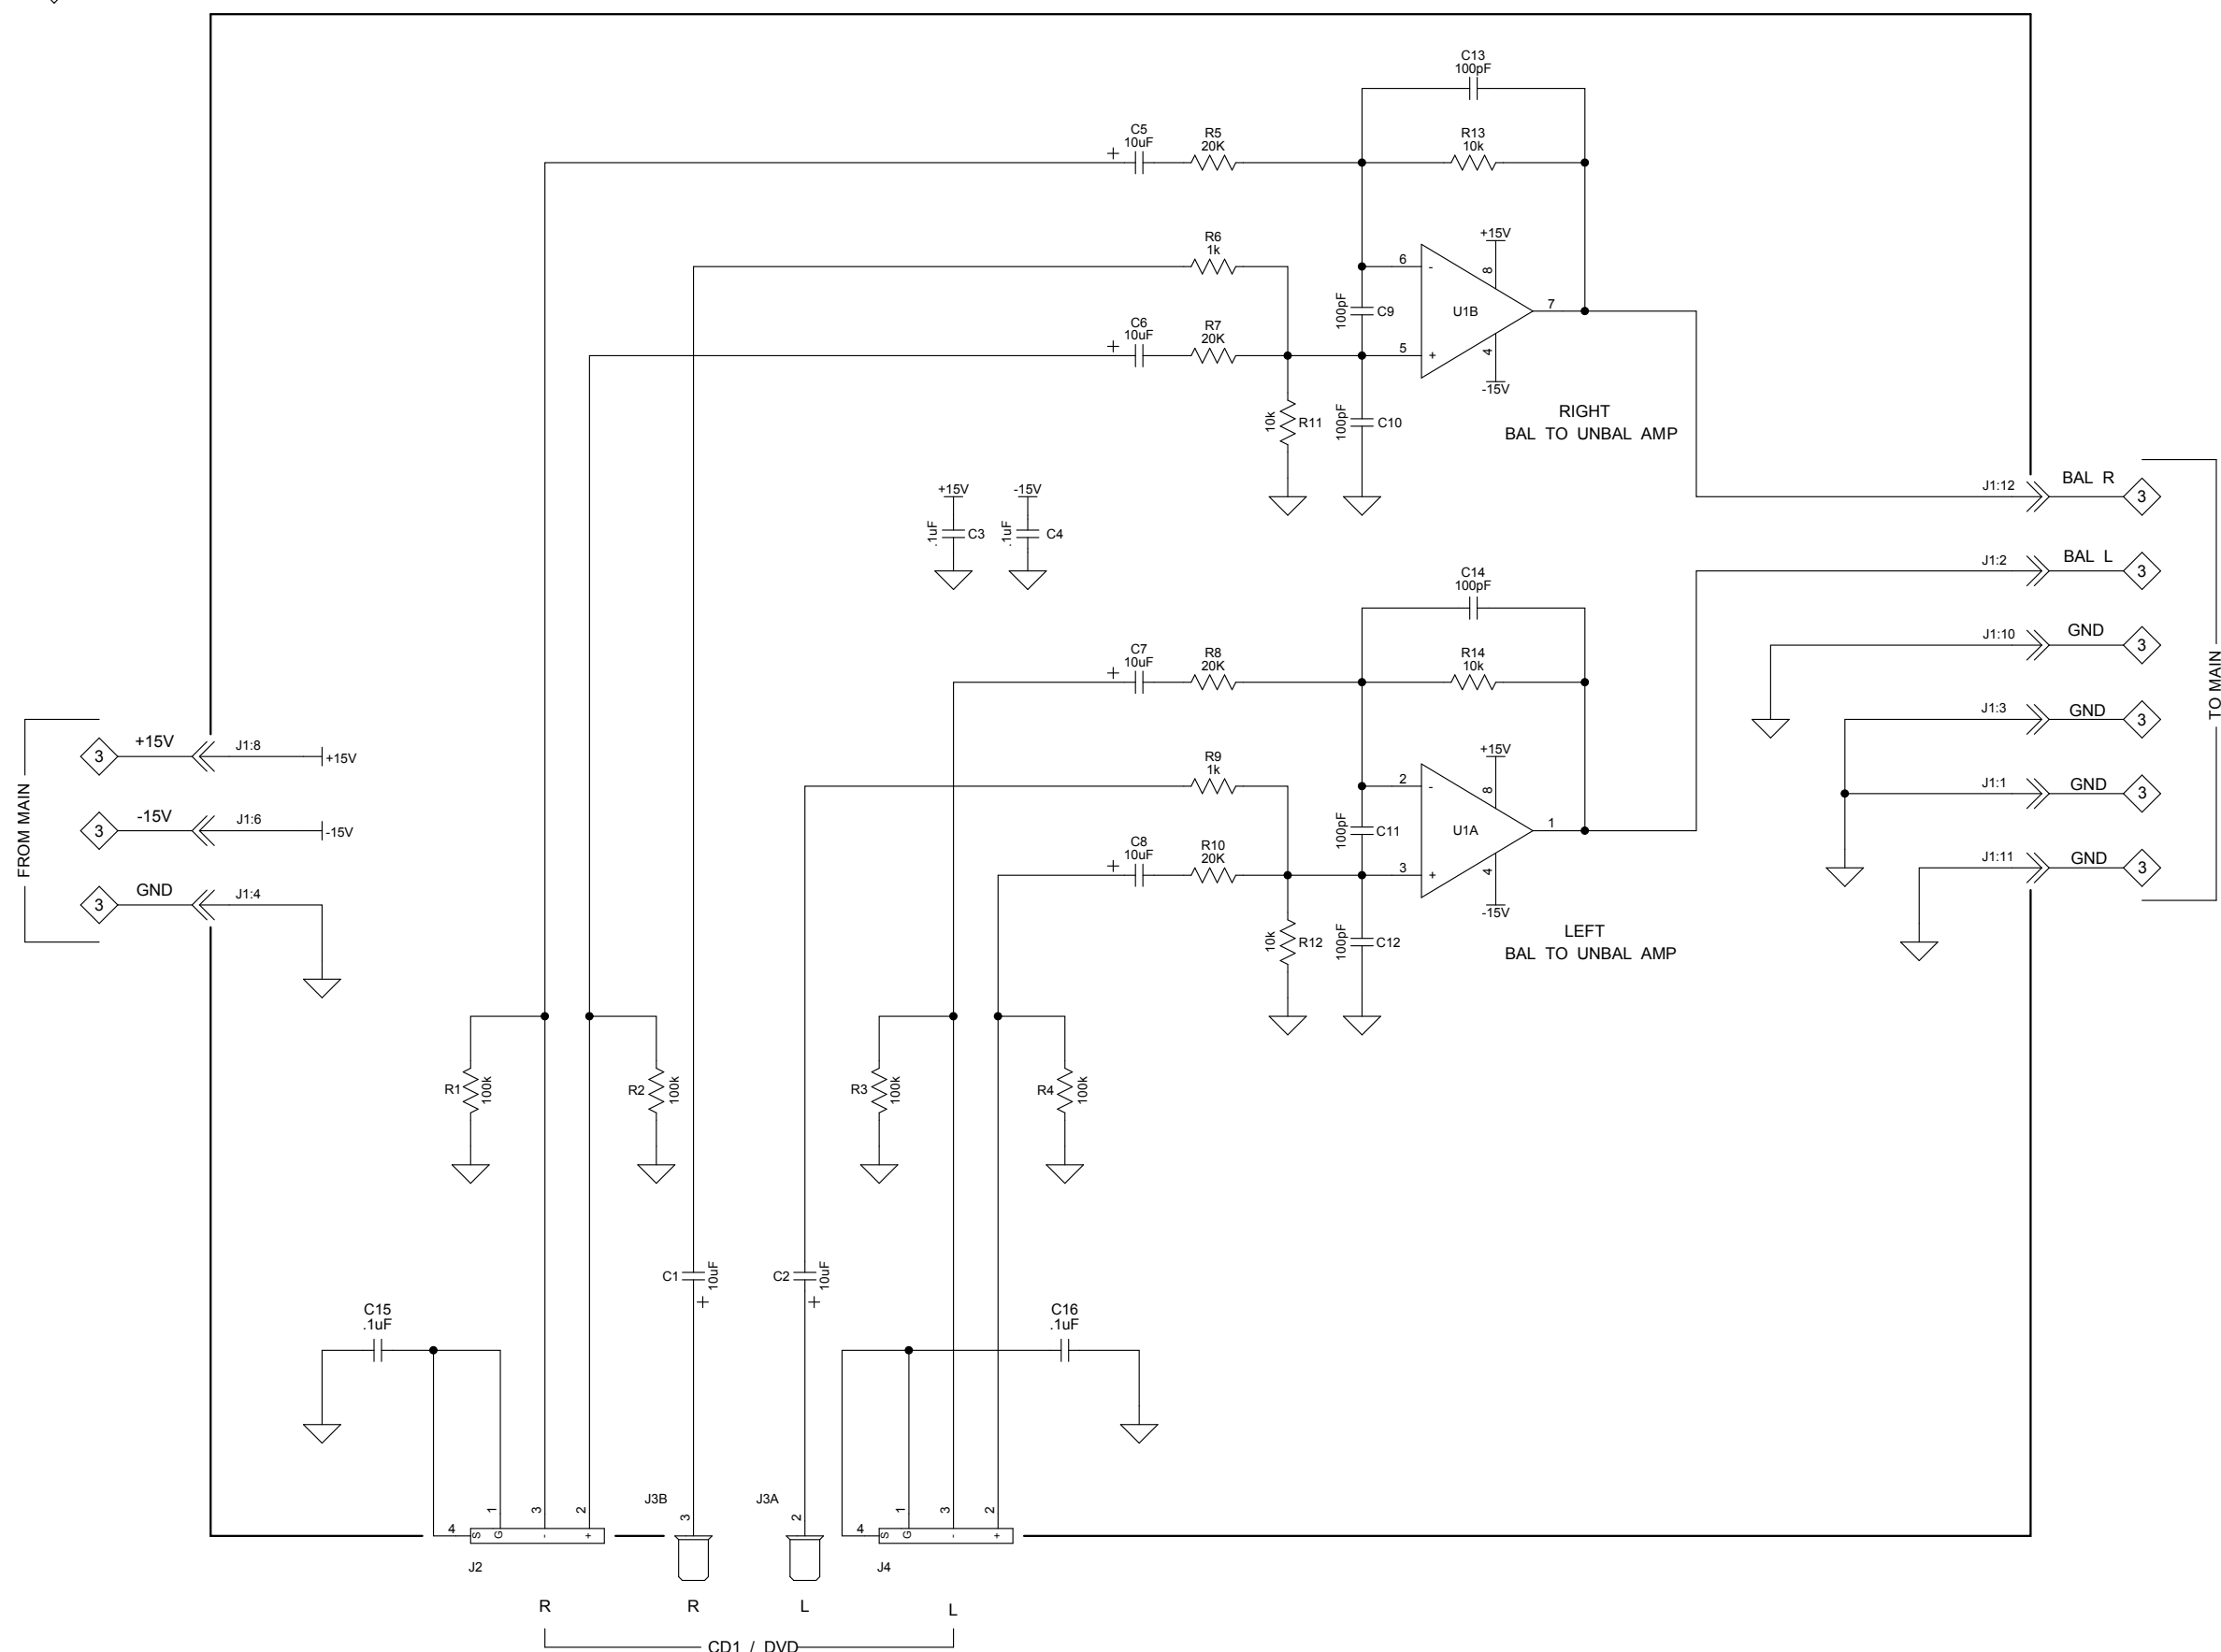 C13
100pF
C5
10uF
+
R5
20K
R13
10k
R6
1k
+15V
6
-
8
100pF
C9
U1B
7
C6
10uF
+
R7
20K
5
+
4
-15V
10k
R11
100pF
C10
RIGHT
BAL TO UNBAL AMP
+15V
-15V
.1uF
C3
.1uF
C4
J1:12
BAL R
3
J1:2
BAL L
3
C14
100pF
J1:10
GND
3
C7
10uF
+
R8
20K
R14
10k
J1:3
GND
3
TO MAIN
FROM MAIN
3
+15V
J1:8
+15V
3
-15V
J1:6
-15V
3
GND
J1:4
R9
1k
+15V
2
-
8
100pF
C11
U1A
1
J1:1
GND
3
C8
10uF
+
R10
20K
3
+
4
-15V
J1:11
GND
3
10k
R12
100pF
C12
LEFT
BAL TO UNBAL AMP
R1
100k
R2
100k
R3
100k
R4
100k
C1
10uF
+
C2
10uF
+
C15
.1uF
C16
.1uF
4
1
3
2
S
G
-
+
J2
J3B
3
J3A
2
4
1
3
2
S
G
-
+
J4
R
R
L
L
CD1 / DVD